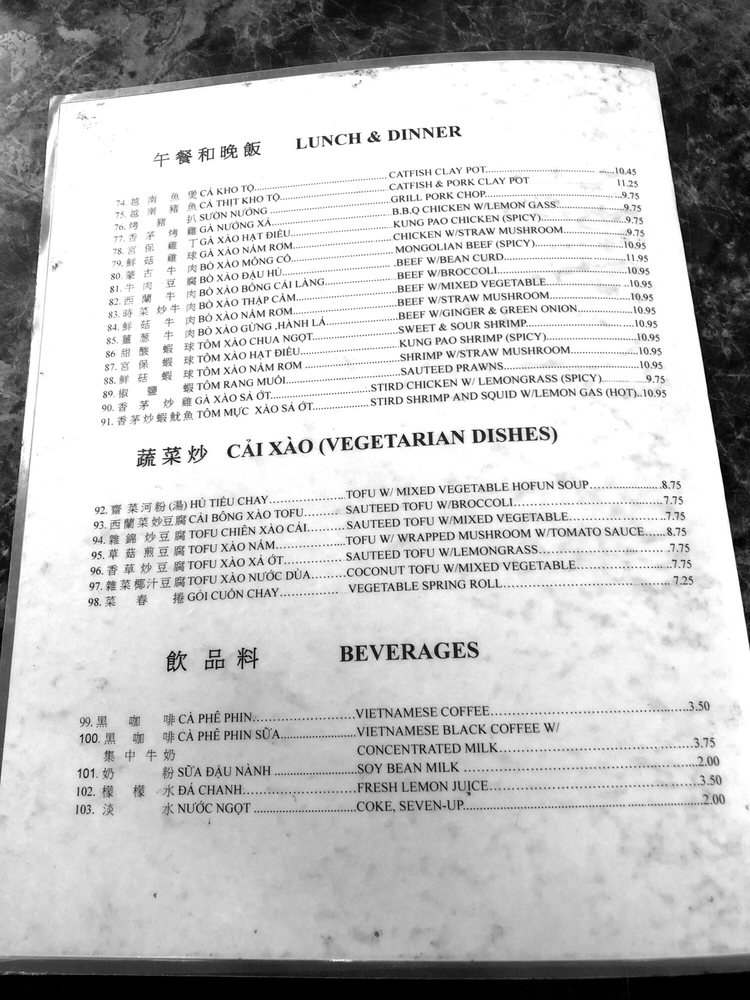 午餐和晚飯 LUNCH & DINNER
74. 越南魚煲 CÁ KHO TỘ CATFISH CLAY POT 10.45
75. 越南豬魚 CÁ THỊT KHO TỘ CATFISH & PORK CLAY POT 11.25
76. 烤豬扒 SƯỜN NƯỚNG GRILL PORK CHOP 9.75
77. 香茅烤雞 GÀ NƯỚNG XẢ B.B.Q CHICKEN W/LEMON GASS 9.75
78. 宮保雞丁 GÀ XÀO HẠT ĐIỀU KUNG PAO CHICKEN (SPICY) 9.75
79. 鮮菇雞球 GÀ XÀO NẤM RƠM CHICKEN W/STRAW MUSHROOM 9.75
80. 蒙古牛肉 BÒ XÀO MÔNG CỔ MONGOLIAN BEEF (SPICY) 10.95
81. 牛肉豆腐 BÒ XÀO ĐẬU HỦ .BEEF W/BEAN CURD 11.95
82. 西蘭牛肉 BÒ XÀO BÔNG CẢI LÀNG BEEF W/BROCCOLI 10.95
83. 時菜炒牛肉 BÒ XÀO THẬP CẨM BEEF W/MIXED VEGETABLE 10.95
84. 鮮菇牛肉 BÒ XÀO NẤM RƠM BEEF W/STRAW MUSHROOM 10.95
85. 薑葱牛肉 BÒ XÀO GỪNG ,HÀNH LÁ BEEF W/GINGER & GREEN ONION 10.95
86 甜酸蝦球 TÔM XÀO CHUA NGỌT SWEET & SOUR SHRIMP 10.95
87. 宮保蝦球 TÔM XÀO HẠT ĐIỀU KUNG PAO SHRIMP (SPICY) 10.95
88. 鮮菇蝦球 TÔM XÀO NẤM RƠM SHRIMP W/STRAW MUSHROOM 10.95
89. 椒鹽蝦 TÔM RANG MUỐI SAUTEED PRAWNS 10.95
90. 香茅炒雞 GÀ XÀO SẢ ỚT STIRD CHICKEN W/ LEMONGRASS (SPICY) 9.75
91. 香茅炒蝦魷魚 TÔM MỰC XÀO SẢ ỚT STIRD SHRIMP AND SQUID W/LEMON GAS (HOT) 10.95
蔬菜炒 CẢI XÀO (VEGETARIAN DISHES)
92. 齋菜河粉(湯) HỦ TIẾU CHAY TOFU W/ MIXED VEGETABLE HOFUN SOUP 8.75
93. 西蘭菜炒豆腐 CẢI BÔNG XÀO TOFU SAUTEED TOFU W/BROCCOLI 7.75
94. 雜錦炒豆腐 TOFU CHIÊN XÀO CẢI SAUTEED TOFU W/MIXED VEGETABLE 7.75
95. 草菇煎豆腐 TOFU XÀO NẤM TOFU W/ WRAPPED MUSHROOM W/TOMATO SAUCE 8.75
96. 香草炒豆腐 TOFU XÀO XẢ ỚT SAUTEED TOFU W/LEMONGRASS 7.75
97. 雜菜椰汁豆腐 TOFU XÀO NƯỚC DÙA COCONUT TOFU W/MIXED VEGETABLE 7.75
98. 菜春捲 GỎI CUỐN CHAY VEGETABLE SPRING ROLL 7.25
飲品料 BEVERAGES
99. 黑咖啡 CÀ PHÊ PHIN VIETNAMESE COFFEE 3.50
100. 黑咖啡 CÀ PHÊ PHIN SỮA VIETNAMESE BLACK COFFEE W/
集中牛奶 CONCENTRATED MILK 3.75
101. 奶粉 SỮA ĐẬU NÀNH SOY BEAN MILK 2.00
102. 檬檬水 ĐÁ CHANH FRESH LEMON JUICE 3.50
103. 淡水 NƯỚC NGỌT COKE, SEVEN-UP 2.00